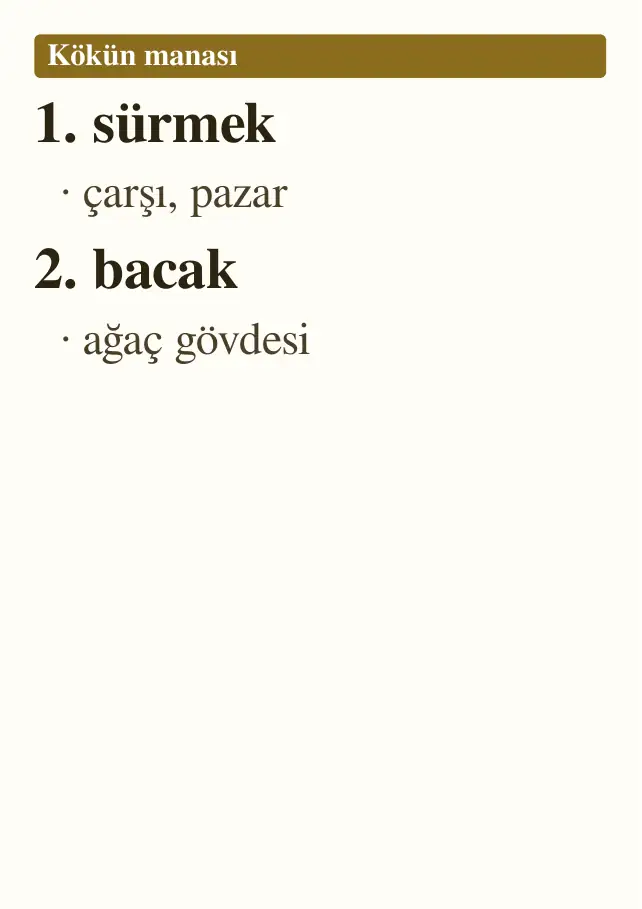 Kökün manası
1. sürmek
· çarşı, pazar
2. bacak
· ağaç gövdesi